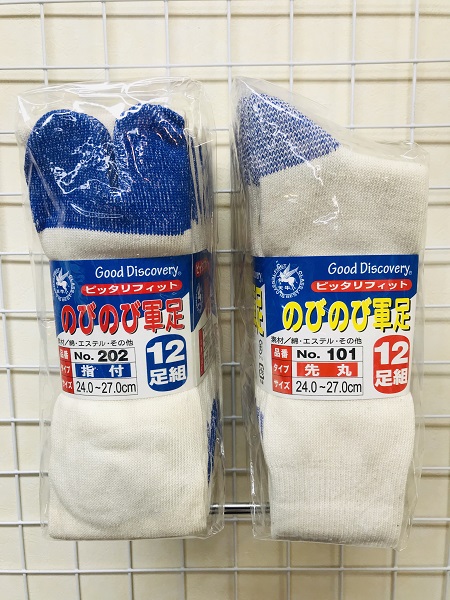 Good Discovery®
ピッタリフィット
のびのび軍足
素材/綿・エステル・その他
品番 No. 202
タイプ 指付
サイズ 24.0～27.0cm
12足組
Good Discovery®
ピッタリフィット
のびのび軍足
素材/綿・エステル・その他
品番 No. 101
タイプ 先丸
サイズ 24.0～27.0cm
12足組